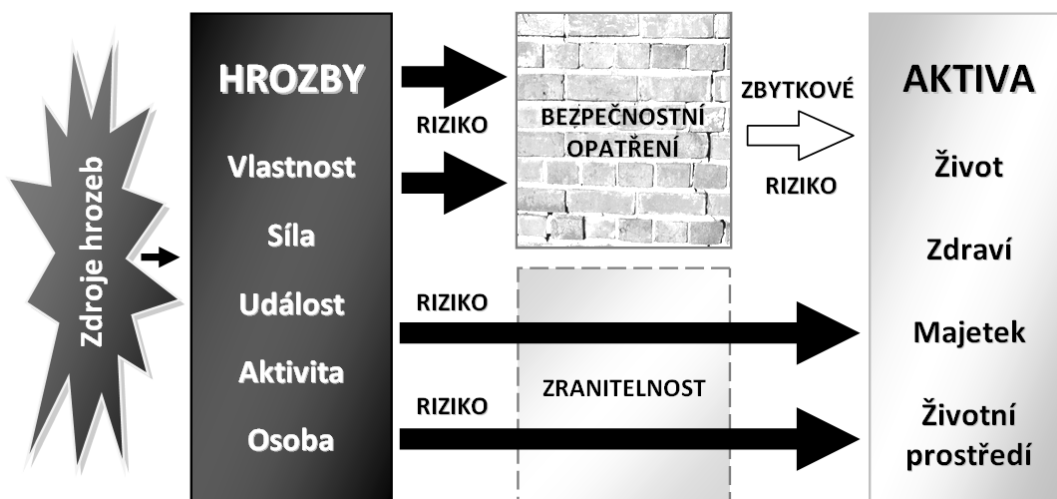 Zdroje hrozeb
HROZBY
Vlastnost
Síla
Událost
Aktivita
Osoba
RIZIKO
BEZPEČNOSTNÍ
OPATŘENÍ
ZBYTKOVÉ
RIZIKO
RIZIKO
RIZIKO
ZRANITELNOST
AKTIVA
Život
Zdraví
Majetek
Životní
prostředí